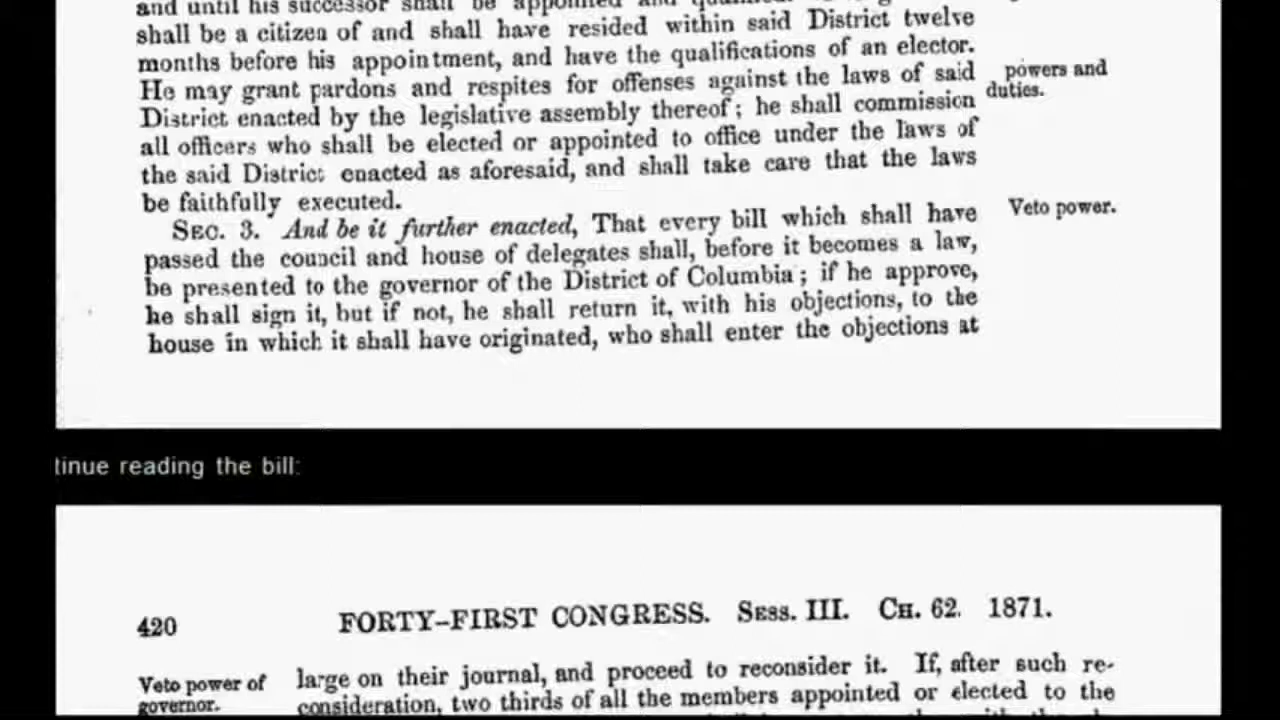 and until his successor shall be appointed and
shall be a citizen of and shall have resided within said District twelve
months before his appointment, and have the qualifications of an elector.
He may grant pardons and respites for offenses against the laws of said
powers and
duties.
District enacted by the legislative assembly thereof; he shall commission
all officers who shall be elected or appointed to office under the laws of
the said District enacted as aforesaid, and shall take care that the laws
be faithfully executed.
SEC. 3. And be it further enacted, That every bill which shall have
Veto power.
passed the council and house of delegates shall, before it becomes a law,
be presented to the governor of the District of Columbia; if he approve,
he shall sign it, but if not, he shall return it, with his objections, to the
house in which it shall have originated, who shall enter the objections at
tinue reading the bill:
420 FORTY-FIRST CONGRESS. SESS. III. CH. 62. 1871.
Veto power of
governor.
large on their journal, and proceed to reconsider it. If, after such re-
consideration, two thirds of all the members appointed or elected to the